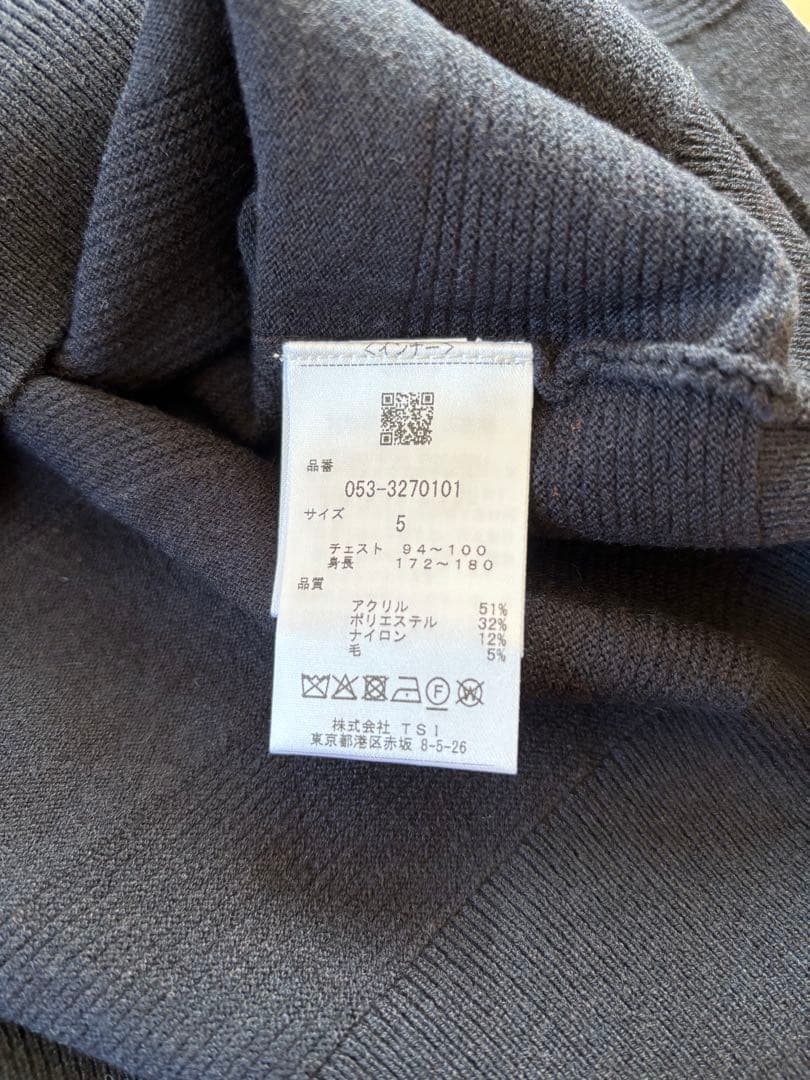 <インナー>
品番
053-3270101
サイズ
5
チェスト 94～100
身長 172～180
品質
アクリル 51%
ポリエステル 32%
ナイロン 12%
毛 5%
F W
株式会社 TSI
東京都港区赤坂 8-5-26